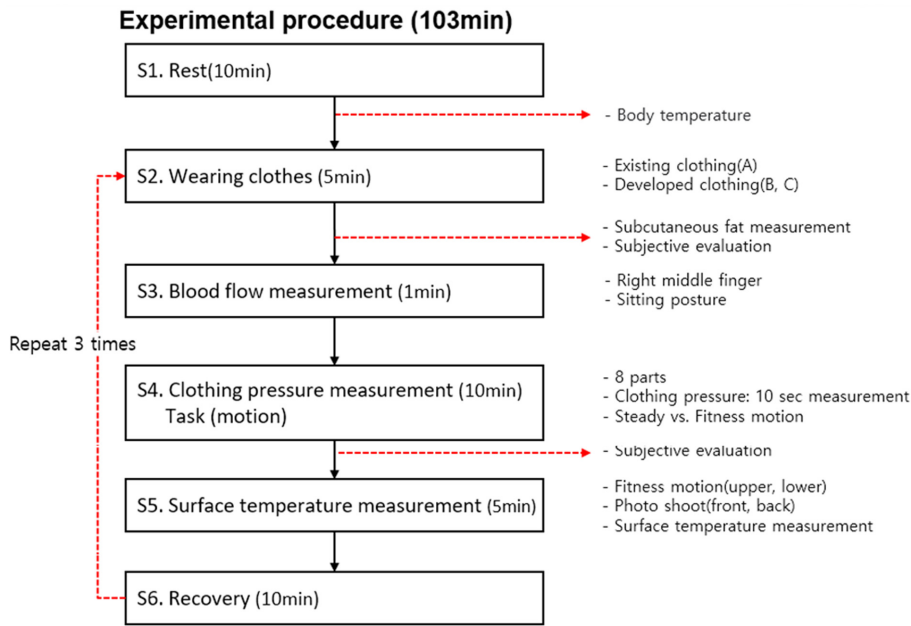 Experimental procedure (103min)
S1. Rest(10min)
- Body temperature
S2. Wearing clothes (5min)
- Existing clothing(A)
- Developed clothing(B, C)
- Subcutaneous fat measurement
- Subjective evaluation
S3. Blood flow measurement (1min)
- Right middle finger
- Sitting posture
Repeat 3 times
S4. Clothing pressure measurement (10min)
Task (motion)
- 8 parts
- Clothing pressure: 10 sec measurement
- Steady vs. Fitness motion
- Subjective evaluation
S5. Surface temperature measurement (5min)
- Fitness motion(upper, lower)
- Photo shoot(front, back)
- Surface temperature measurement
S6. Recovery (10min)